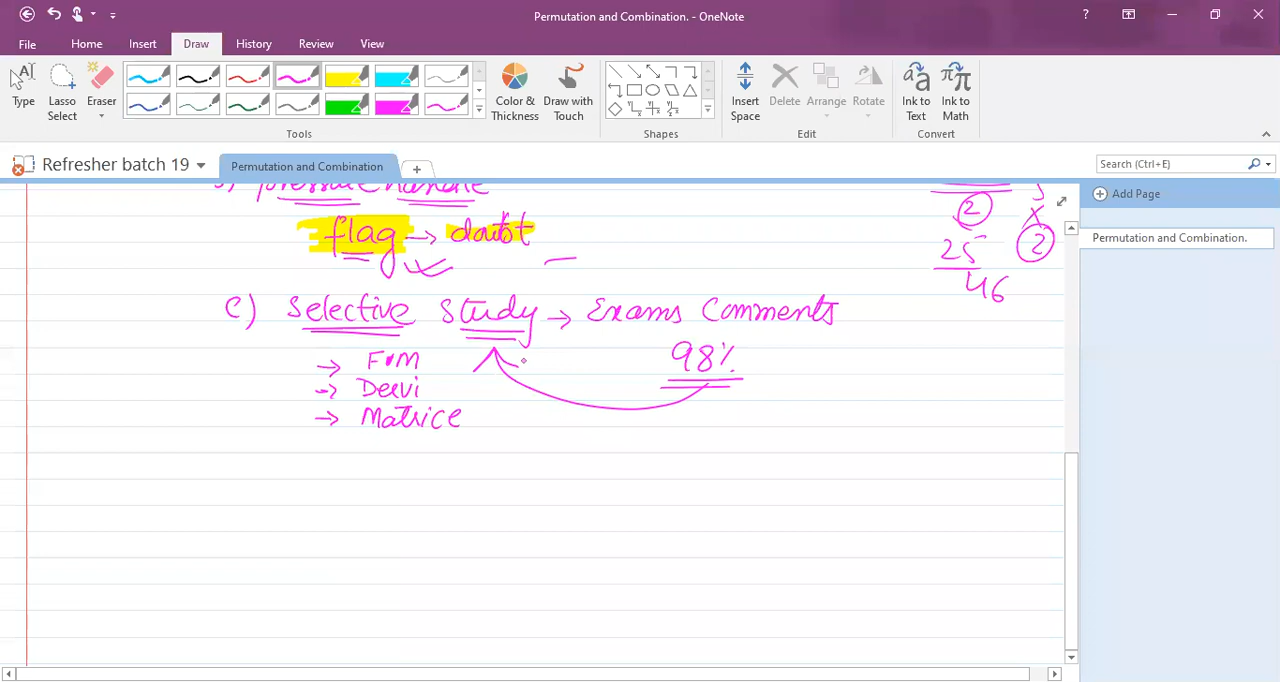 Permutation and Combination. - OneNote
?
File Home Insert Draw History Review View
Type Lasso Select Eraser Color & Thickness Draw with Touch Insert Space Delete Arrange Rotate Ink to Text Ink to Math
Tools Shapes Edit Convert
Refresher batch 19 Permutation and Combination Search (Ctrl+E)
Add Page
Permutation and Combination.
pressure handle
flag → doubt
2
x 2
25
46
c) Selective Study → Exams Comments
→ FOM 98%
→ Dervi
→ Matrice